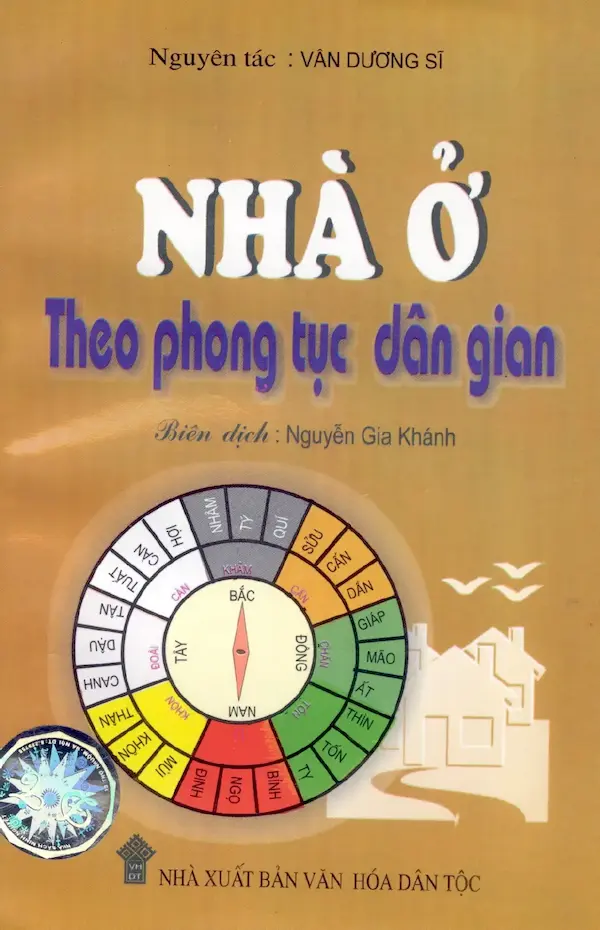 Nguyên tác : VÂN DƯƠNG SĨ
NHÀ Ở
Theo phong tục dân gian
Biên dịch : Nguyễn Gia Khánh
NHÂM
TÝ
QUÍ
SỬU
CẤN
DẦN
GIÁP
MÃO
ẤT
THÌN
TỐN
TỴ
BÍNH
NGỌ
ĐINH
MÙI
KHÔN
THÂN
CANH
DẬU
TÂN
TUẤT
CÀN
HỢI
KHẢM
CẤN
CHẤN
TỐN
KHÔN
ĐOÀI
CÀN
BẮC
ĐÔNG
NAM
TÂY
VH
DT
NHÀ XUẤT BẢN VĂN HÓA DÂN TỘC